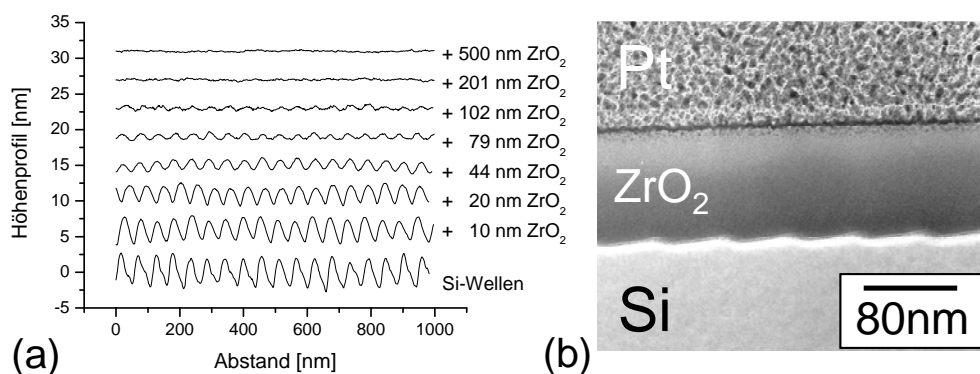 35
30
25
20
15
10
5
0
-5
Höhenprofil [nm]
+ 500 nm ZrO₂
+ 201 nm ZrO₂
+ 102 nm ZrO₂
+ 79 nm ZrO₂
+ 44 nm ZrO₂
+ 20 nm ZrO₂
+ 10 nm ZrO₂
Si-Wellen
0 200 400 600 800 1000
Abstand [nm]
(a)
Pt
ZrO₂
Si
80nm
(b)